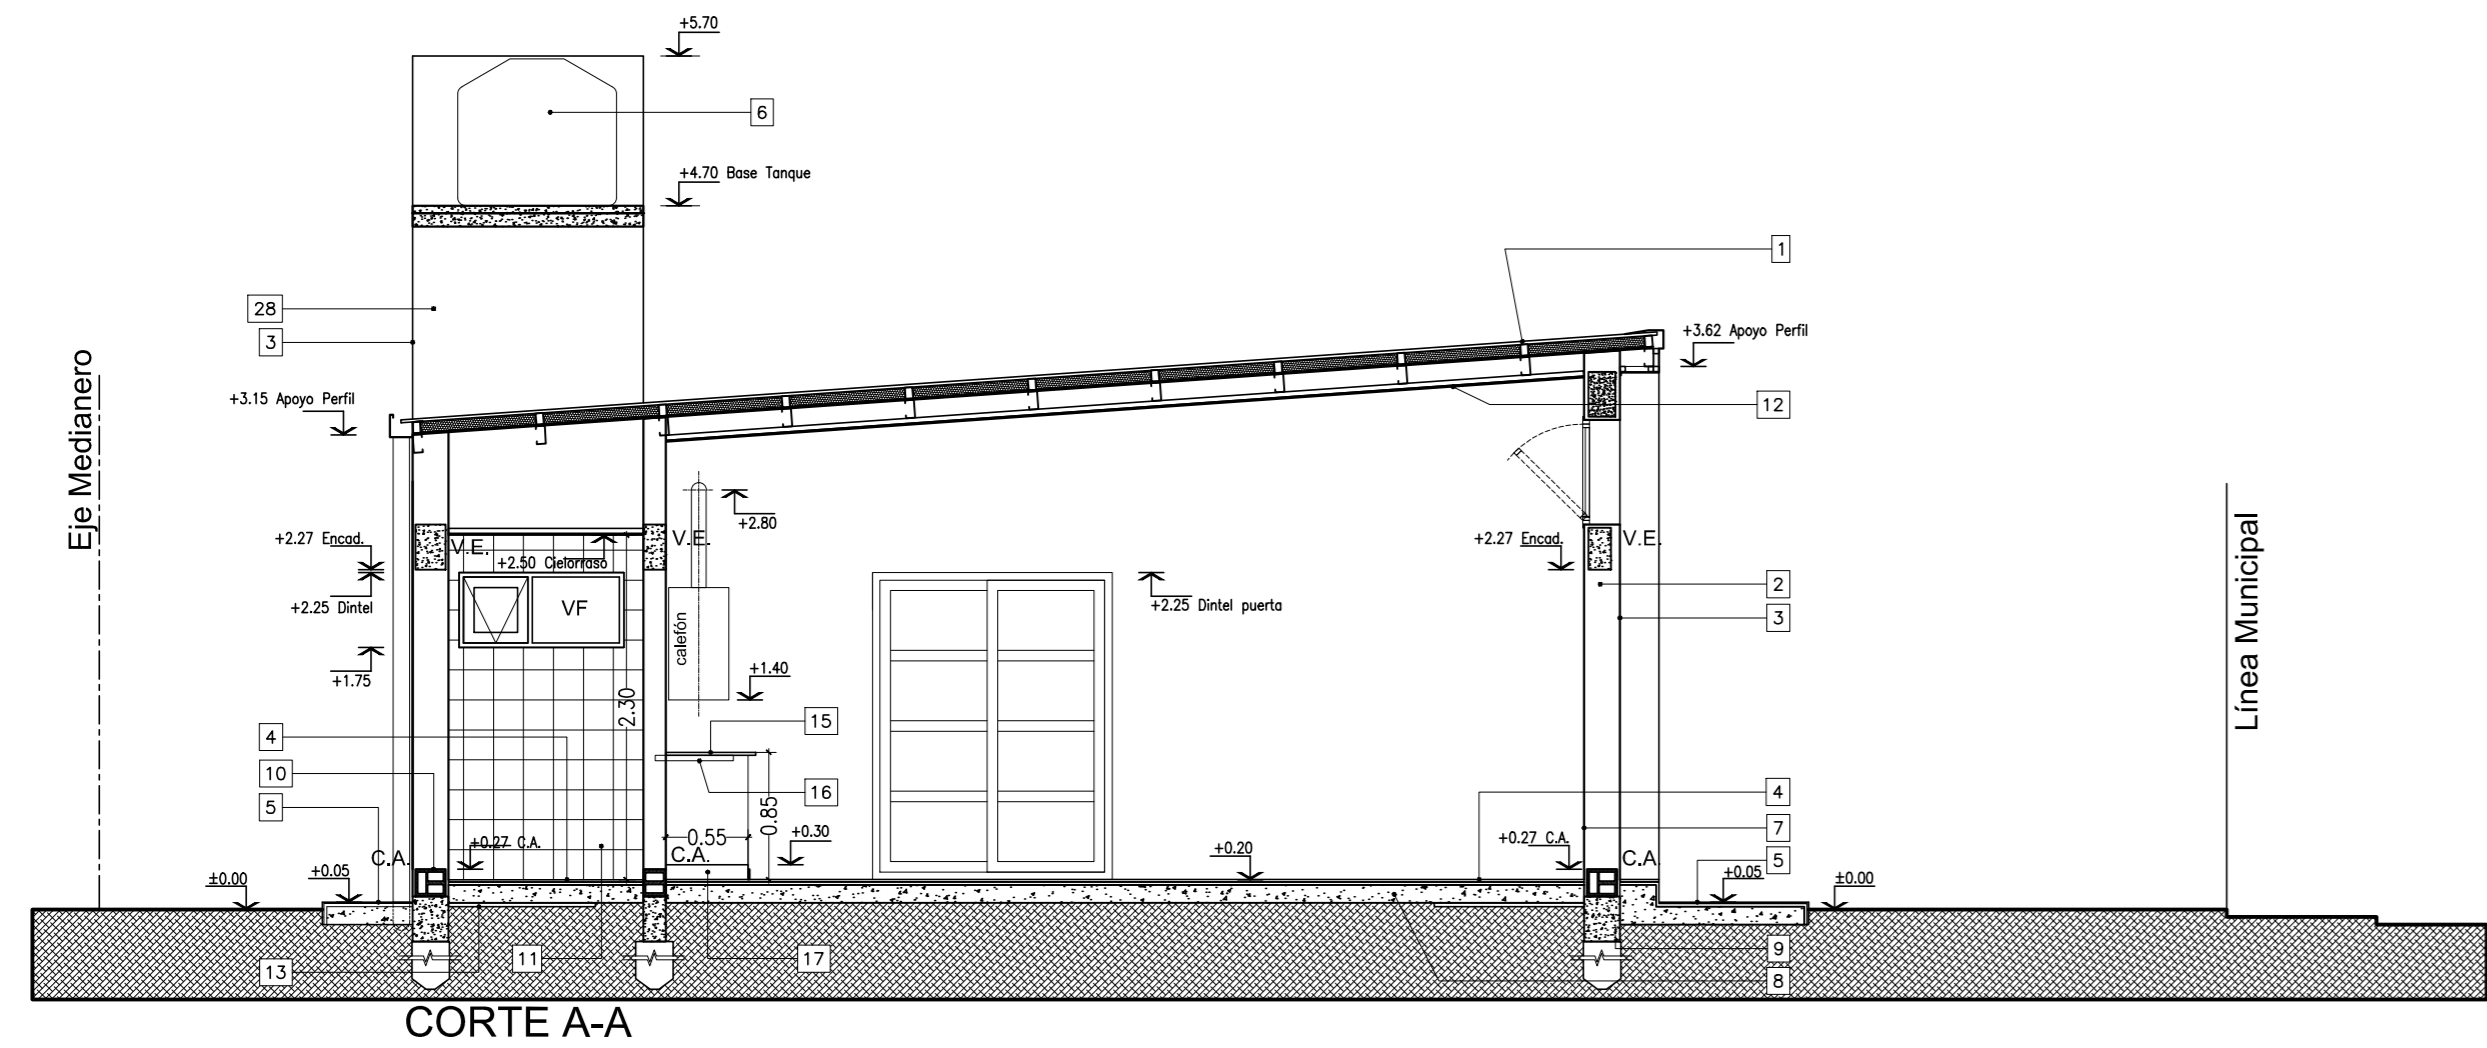 +5.70
6
+4.70 Base Tanque
1
28
3
+3.62 Apoyo Perfil
Eje Medianero
+3.15 Apoyo Perfil
12
+2.80
+2.27 Encad.
V.E.
V.E.
+2.27 Encad.
V.E.
+2.50 Cielorraso
+2.25 Dintel
VF
calefón
+2.25 Dintel puerta
2
3
Línea Municipal
+1.75
+1.40
2.30
4
15
10
16
4
5
0.85
7
0.55
+0.30
+0.27 C.A.
+0.27 C.A.
+0.20
C.A.
C.A.
C.A.
5
±0.00
+0.05
+0.05
±0.00
9
13
11
17
8
CORTE A-A